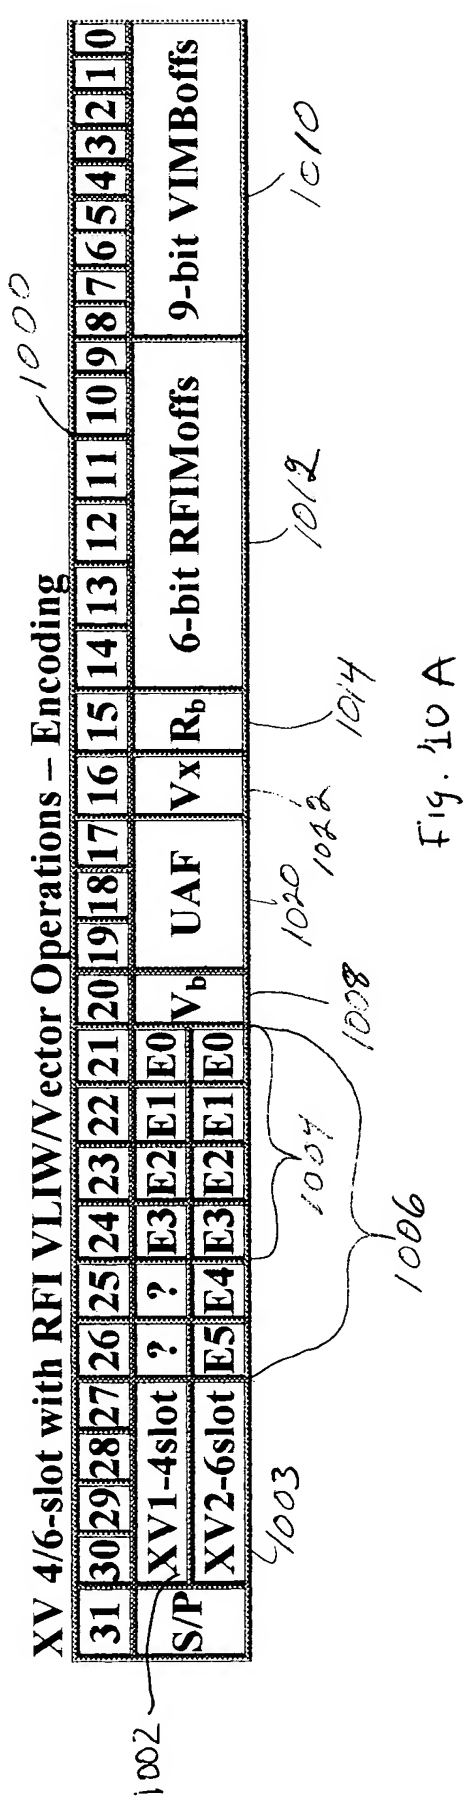 XV 4/6-slot with RFI VLIW/Vector Operations – Encoding
1000
31 30 29 28 27 26 25 24 23 22 21 20 19 18 17 16 15 14 13 12 11 10 9 8 7 6 5 4 3 2 1 0
S/P XV1-4slot ? ? E3 E2 E1 E0 Vb UAF Vx Rb 6-bit RFIMoffs 9-bit VIMBoffs
XV2-6slot E5 E4 E3 E2 E1 E0
1002
1003
1004
1006
1008
1020
1022
1014
1012
1010
Fig. 10A